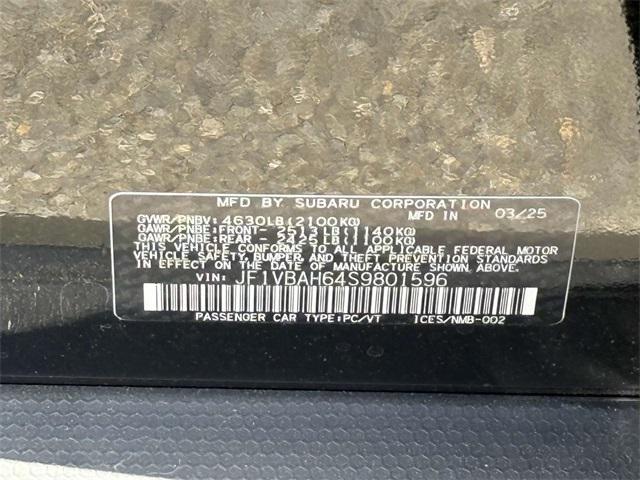 MFD BY SUBARU CORPORATION
GVWR/PNBV: 4630LB(2100KG) MFD IN 03/25
GAWR/PNBE:FRONT- 2513LB(1140KG)
GAWR/PNBE:REAR - 2425LB(1100KG)
THIS VEHICLE CONFORMS TO ALL APPLICABLE FEDERAL MOTOR
VEHICLE SAFETY, BUMPER, AND THEFT PREVENTION STANDARDS
IN EFFECT ON THE DATE OF MANUFACTURE SHOWN ABOVE.
VIN: JF1VBAH64S9801596
PASSENGER CAR TYPE:PC/VT ICES/NMB-002